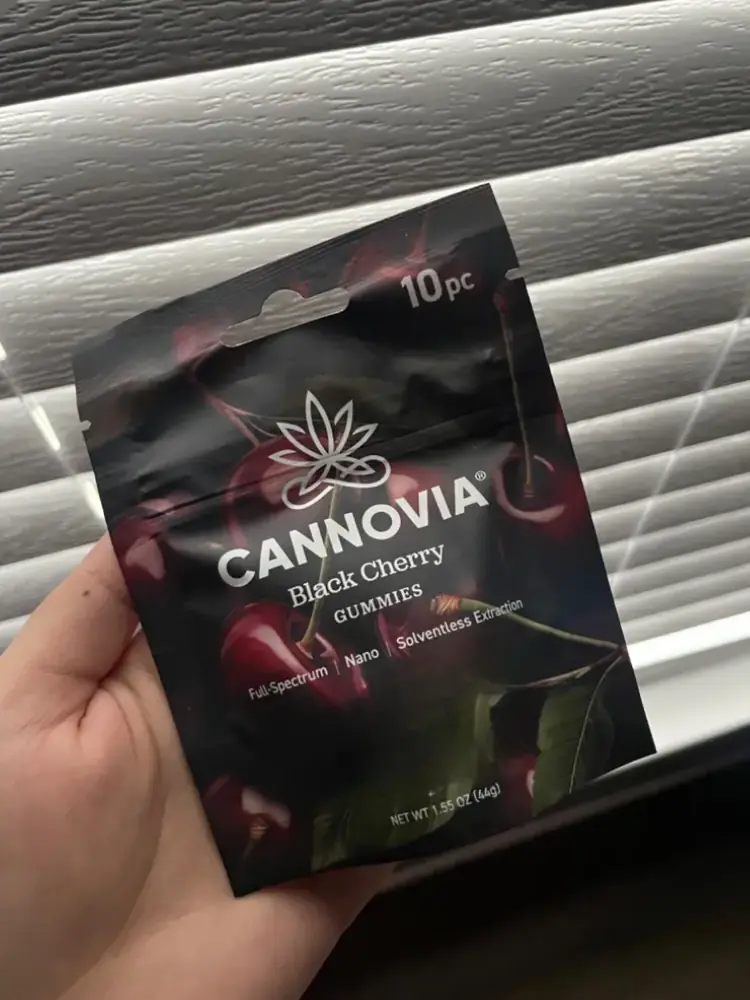 10pc
CANNOVIA®
Black Cherry
GUMMIES
Full-Spectrum | Nano | Solventless Extraction
NET WT 1.55 OZ (44g)